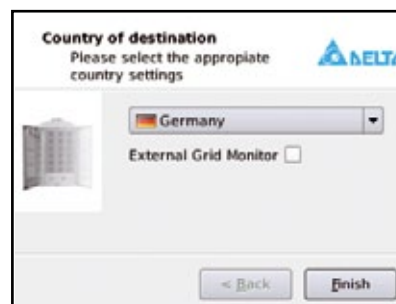 Country of destination
Please select the appropiate
country settings
DELTA
Germany
External Grid Monitor
< Back
Finish